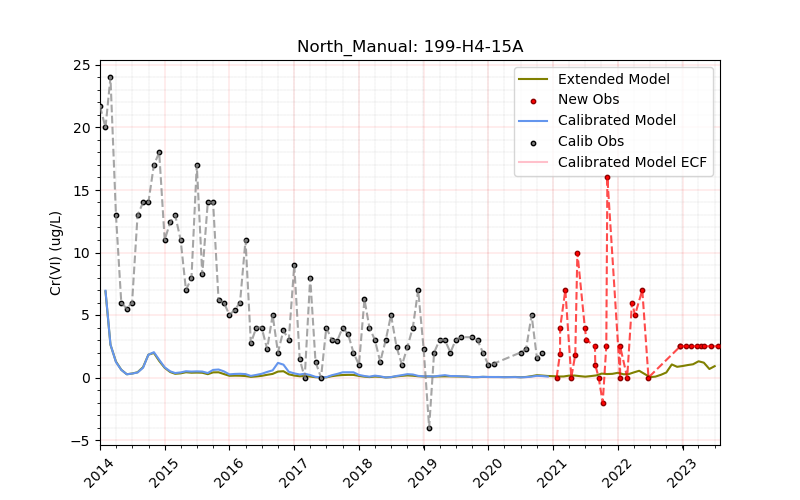 North_Manual: 199-H4-15A
Extended Model
New Obs
Calibrated Model
Calib Obs
Calibrated Model ECF
Cr(VI) (ug/L)
25
20
15
10
5
0
−5
2014
2015
2016
2017
2018
2019
2020
2021
2022
2023